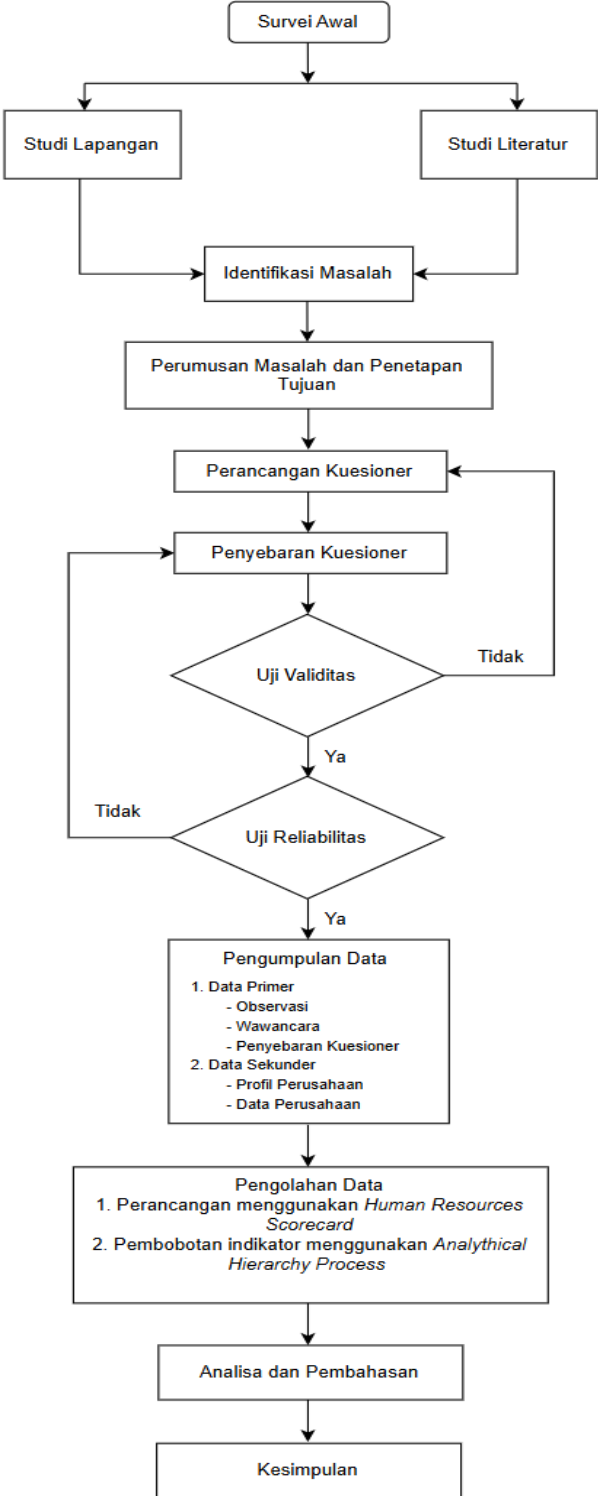 Survei Awal
Studi Lapangan
Studi Literatur
Identifikasi Masalah
Perumusan Masalah dan Penetapan
Tujuan
Perancangan Kuesioner
Penyebaran Kuesioner
Uji Validitas
Tidak
Ya
Tidak
Uji Reliabilitas
Ya
Pengumpulan Data
1. Data Primer
- Observasi
- Wawancara
- Penyebaran Kuesioner
2. Data Sekunder
- Profil Perusahaan
- Data Perusahaan
Pengolahan Data
1. Perancangan menggunakan Human Resources
Scorecard
2. Pembobotan indikator menggunakan Analythical
Hierarchy Process
Analisa dan Pembahasan
Kesimpulan